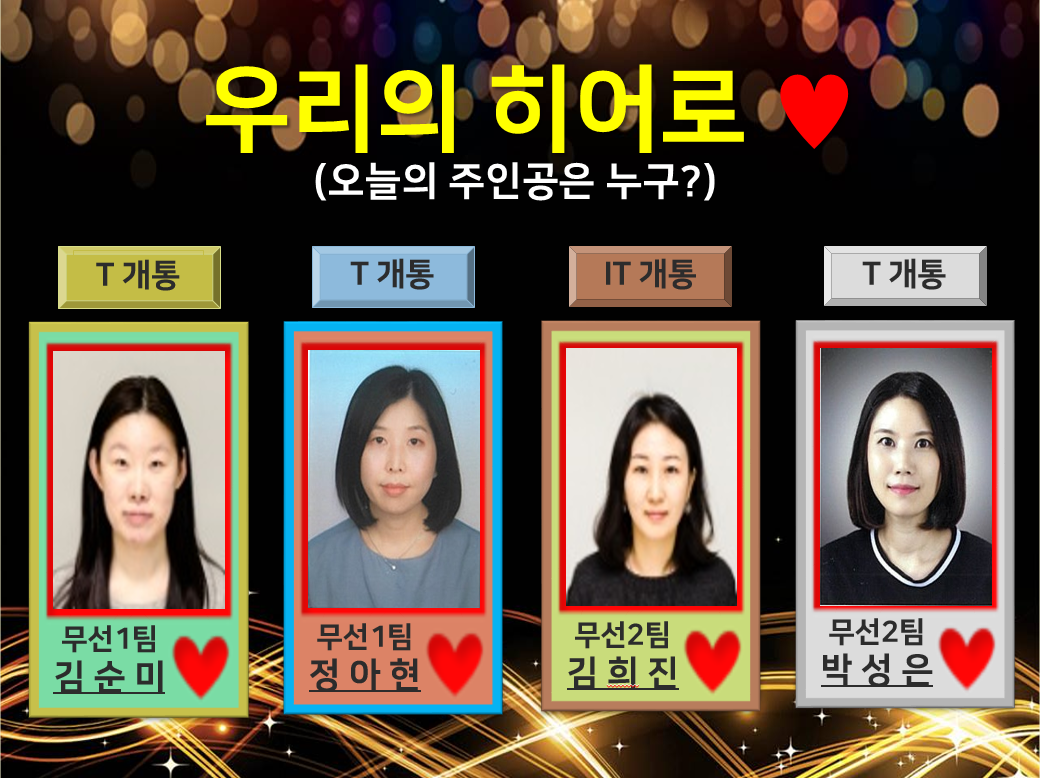 우리의 히어로
(오늘의 주인공은 누구?)
T 개통
T 개통
IT 개통
T 개통
무선1팀
김 순 미
무선1팀
정 아 현
무선2팀
김 희 진
무선2팀
박 성 은